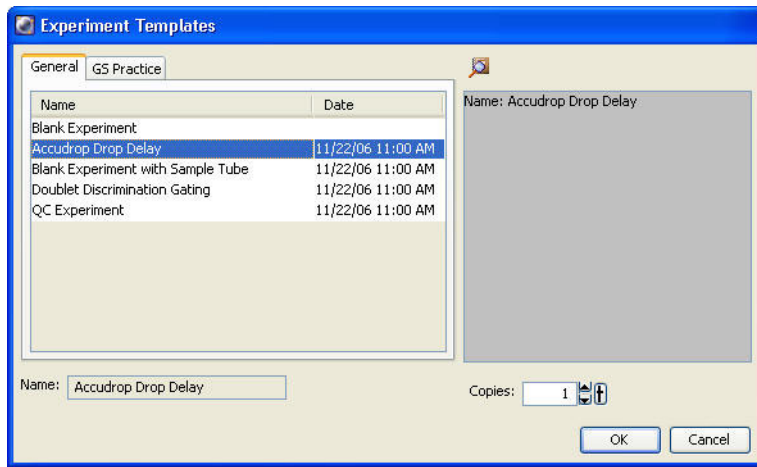 Experiment Templates
General GS Practice
Name Date
Blank Experiment
Accudrop Drop Delay 11/22/06 11:00 AM
Blank Experiment with Sample Tube 11/22/06 11:00 AM
Doublet Discrimination Gating 11/22/06 11:00 AM
QC Experiment 11/22/06 11:00 AM
Name: Accudrop Drop Delay
Name: Accudrop Drop Delay
Copies: 1
OK Cancel